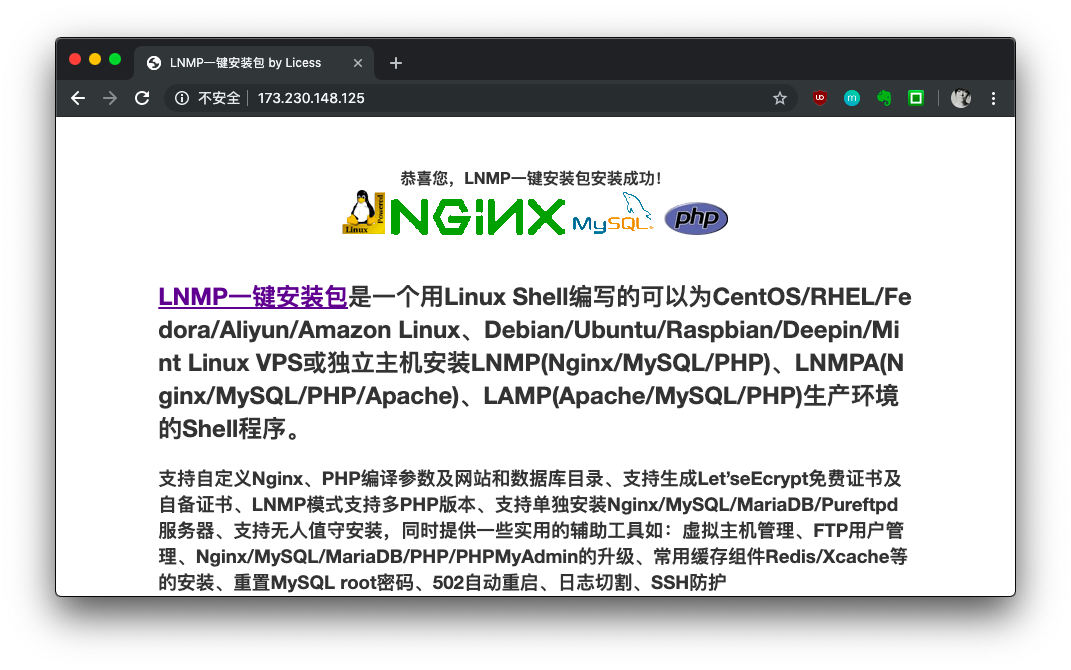 LNMP一键安装包 by Licess
不安全 173.230.148.125
恭喜您，LNMP一键安装包安装成功！
Linux Powered NGiNX MySQL php
LNMP一键安装包是一个用Linux Shell编写的可以为CentOS/RHEL/Fe
dora/Aliyun/Amazon Linux、Debian/Ubuntu/Raspbian/Deepin/Mi
nt Linux VPS或独立主机安装LNMP(Nginx/MySQL/PHP)、LNMPA(N
ginx/MySQL/PHP/Apache)、LAMP(Apache/MySQL/PHP)生产环境
的Shell程序。
支持自定义Nginx、PHP编译参数及网站和数据库目录、支持生成Let’seEcrypt免费证书及
自备证书、LNMP模式支持多PHP版本、支持单独安装Nginx/MySQL/MariaDB/Pureftpd
服务器、支持无人值守安装，同时提供一些实用的辅助工具如：虚拟主机管理、FTP用户管
理、Nginx/MySQL/MariaDB/PHP/PHPMyAdmin的升级、常用缓存组件Redis/Xcache等
的安装、重置MySQL root密码、502自动重启、日志切割、SSH防护